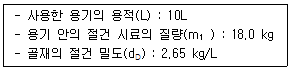 - 사용한 용기의 용적(L) : 10L
- 용기 안의 절건 시료의 질량(m₁ ) : 18.0 kg
- 골재의 절건 밀도(d_D) : 2.65 kg/L